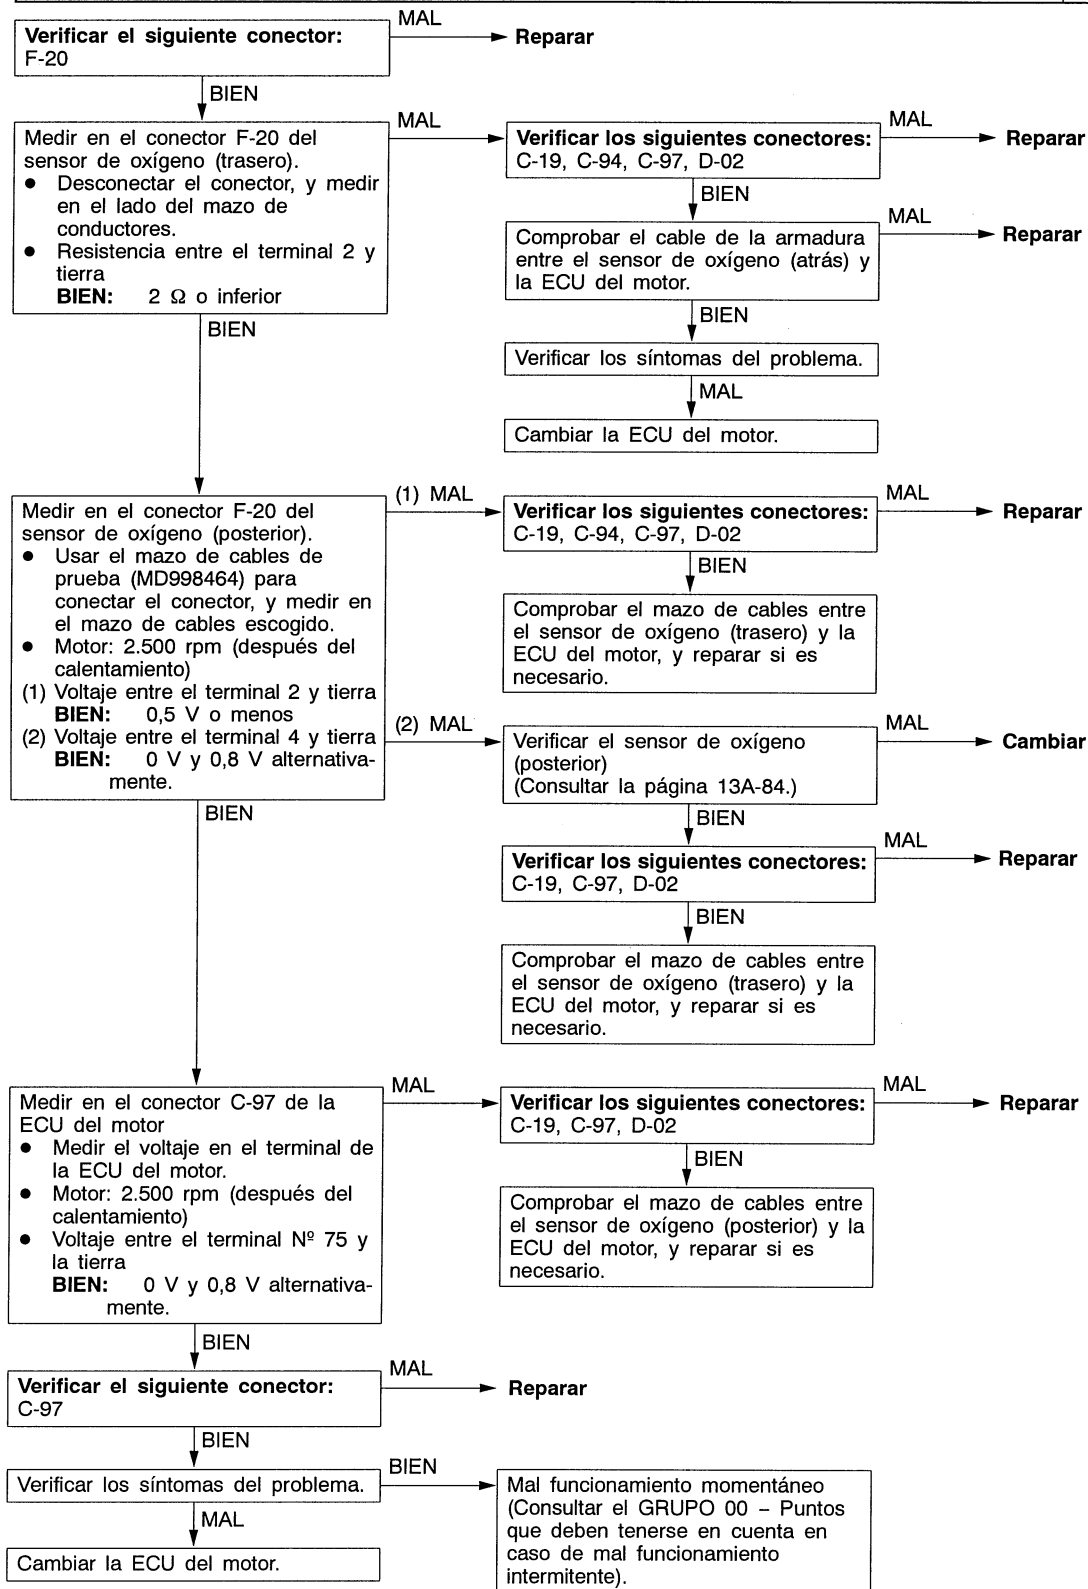 Verificar el siguiente conector:
F-20
MAL
Reparar
BIEN
Medir en el conector F-20 del
sensor de oxígeno (trasero).
● Desconectar el conector, y medir
en el lado del mazo de
conductores.
● Resistencia entre el terminal 2 y
tierra
BIEN: 2 Ω o inferior
MAL
Verificar los siguientes conectores:
C-19, C-94, C-97, D-02
MAL
Reparar
BIEN
Comprobar el cable de la armadura
entre el sensor de oxígeno (atrás) y
la ECU del motor.
MAL
Reparar
BIEN
Verificar los síntomas del problema.
MAL
Cambiar la ECU del motor.
BIEN
Medir en el conector F-20 del
sensor de oxígeno (posterior).
● Usar el mazo de cables de
prueba (MD998464) para
conectar el conector, y medir en
el mazo de cables escogido.
● Motor: 2.500 rpm (después del
calentamiento)
(1) Voltaje entre el terminal 2 y tierra
BIEN: 0,5 V o menos
(2) Voltaje entre el terminal 4 y tierra
BIEN: 0 V y 0,8 V alternativa-
mente.
(1) MAL
Verificar los siguientes conectores:
C-19, C-94, C-97, D-02
MAL
Reparar
BIEN
Comprobar el mazo de cables entre
el sensor de oxígeno (trasero) y la
ECU del motor, y reparar si es
necesario.
(2) MAL
Verificar el sensor de oxígeno
(posterior)
(Consultar la página 13A-84.)
MAL
Cambiar
BIEN
Verificar los siguientes conectores:
C-19, C-97, D-02
MAL
Reparar
BIEN
Comprobar el mazo de cables entre
el sensor de oxígeno (trasero) y la
ECU del motor, y reparar si es
necesario.
BIEN
Medir en el conector C-97 de la
ECU del motor
● Medir el voltaje en el terminal de
la ECU del motor.
● Motor: 2.500 rpm (después del
calentamiento)
● Voltaje entre el terminal Nº 75 y
la tierra
BIEN: 0 V y 0,8 V alternativa-
mente.
MAL
Verificar los siguientes conectores:
C-19, C-97, D-02
MAL
Reparar
BIEN
Comprobar el mazo de cables entre
el sensor de oxígeno (posterior) y la
ECU del motor, y reparar si es
necesario.
BIEN
Verificar el siguiente conector:
C-97
MAL
Reparar
BIEN
Verificar los síntomas del problema.
BIEN
Mal funcionamiento momentáneo
(Consultar el GRUPO 00 – Puntos
que deben tenerse en cuenta en
caso de mal funcionamiento
intermitente).
MAL
Cambiar la ECU del motor.